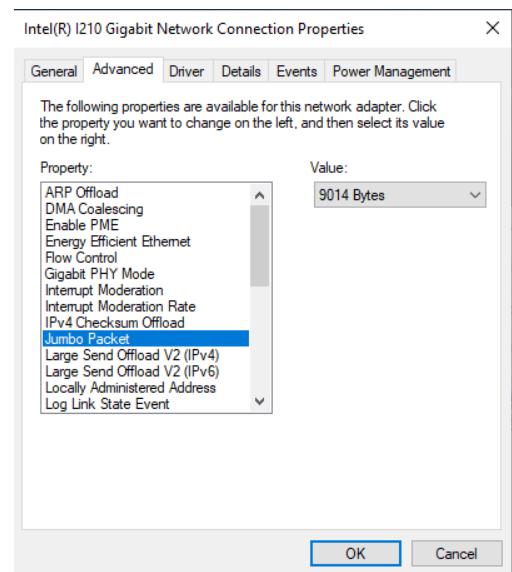 Intel(R) I210 Gigabit Network Connection Properties
General Advanced Driver Details Events Power Management
The following properties are available for this network adapter. Click
the property you want to change on the left, and then select its value
on the right.
Property:
Value:
ARP Offload
DMA Coalescing
Enable PME
Energy Efficient Ethernet
Flow Control
Gigabit PHY Mode
Interrupt Moderation
Interrupt Moderation Rate
IPv4 Checksum Offload
Jumbo Packet
Large Send Offload V2 (IPv4)
Large Send Offload V2 (IPv6)
Locally Administered Address
Log Link State Event
9014 Bytes
OK
Cancel